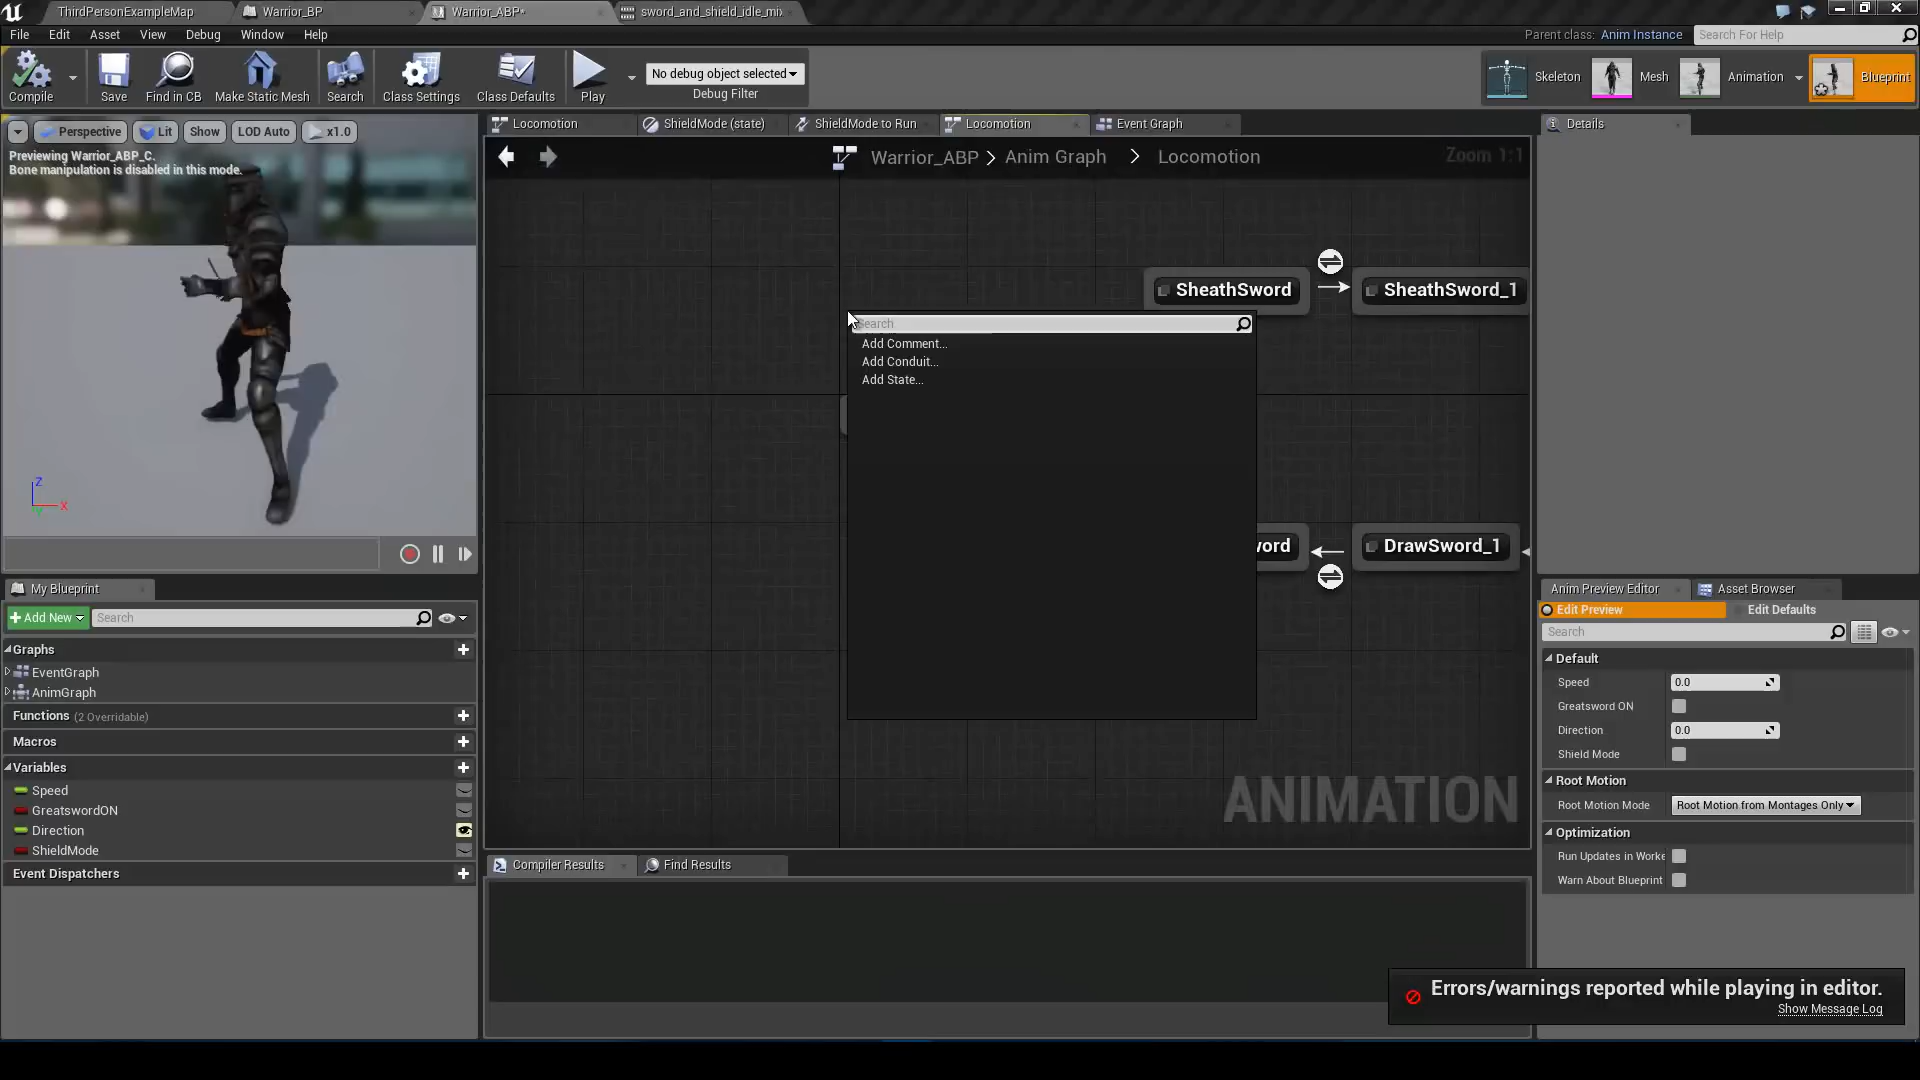 ThirdPersonExampleMap
Warrior_BP
Warrior_ABP*
sword_and_shield_idle_mix
File Edit Asset View Debug Window Help
Parent class: Anim Instance
Search For Help
Compile
Save
Find in CB
Make Static Mesh
Search
Class Settings
Class Defaults
Play
No debug object selected
Debug Filter
Skeleton
Mesh
Animation
Blueprint
Perspective
Lit
Show
LOD Auto
x1.0
Previewing Warrior_ABP_C.
Bone manipulation is disabled in this mode.
Z
X
Locomotion
ShieldMode (state)
ShieldMode to Run
Locomotion
Event Graph
Warrior_ABP > Anim Graph > Locomotion
Zoom 1:1
SheathSword
SheathSword_1
Search
Add Comment...
Add Conduit...
Add State...
word
DrawSword_1
ANIMATION
Details
My Blueprint
Add New
Search
Graphs
EventGraph
AnimGraph
Functions (2 Overridable)
Macros
Variables
Speed
GreatswordON
Direction
ShieldMode
Event Dispatchers
Compiler Results
Find Results
Anim Preview Editor
Asset Browser
Edit Preview
Edit Defaults
Search
Default
Speed 0.0
Greatsword ON
Direction 0.0
Shield Mode
Root Motion
Root Motion Mode Root Motion from Montages Only
Optimization
Run Updates in Worke
Warn About Blueprint
Errors/warnings reported while playing in editor.
Show Message Log